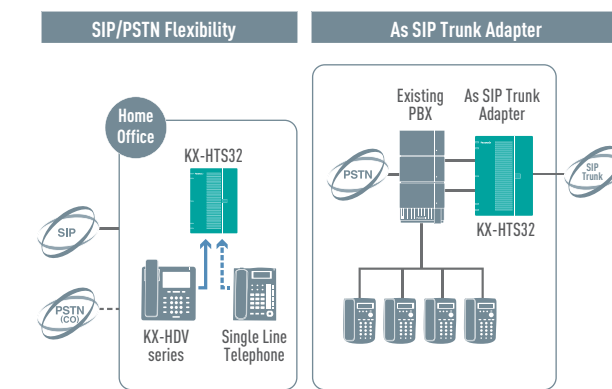 SIP/PSTN Flexibility
Home
Office
KX-HTS32
SIP
PSTN
(CO)
KX-HDV
series
Single Line
Telephone
As SIP Trunk Adapter
Existing
PBX
As SIP Trunk
Adapter
PSTN
KX-HTS32
SIP
Trunk